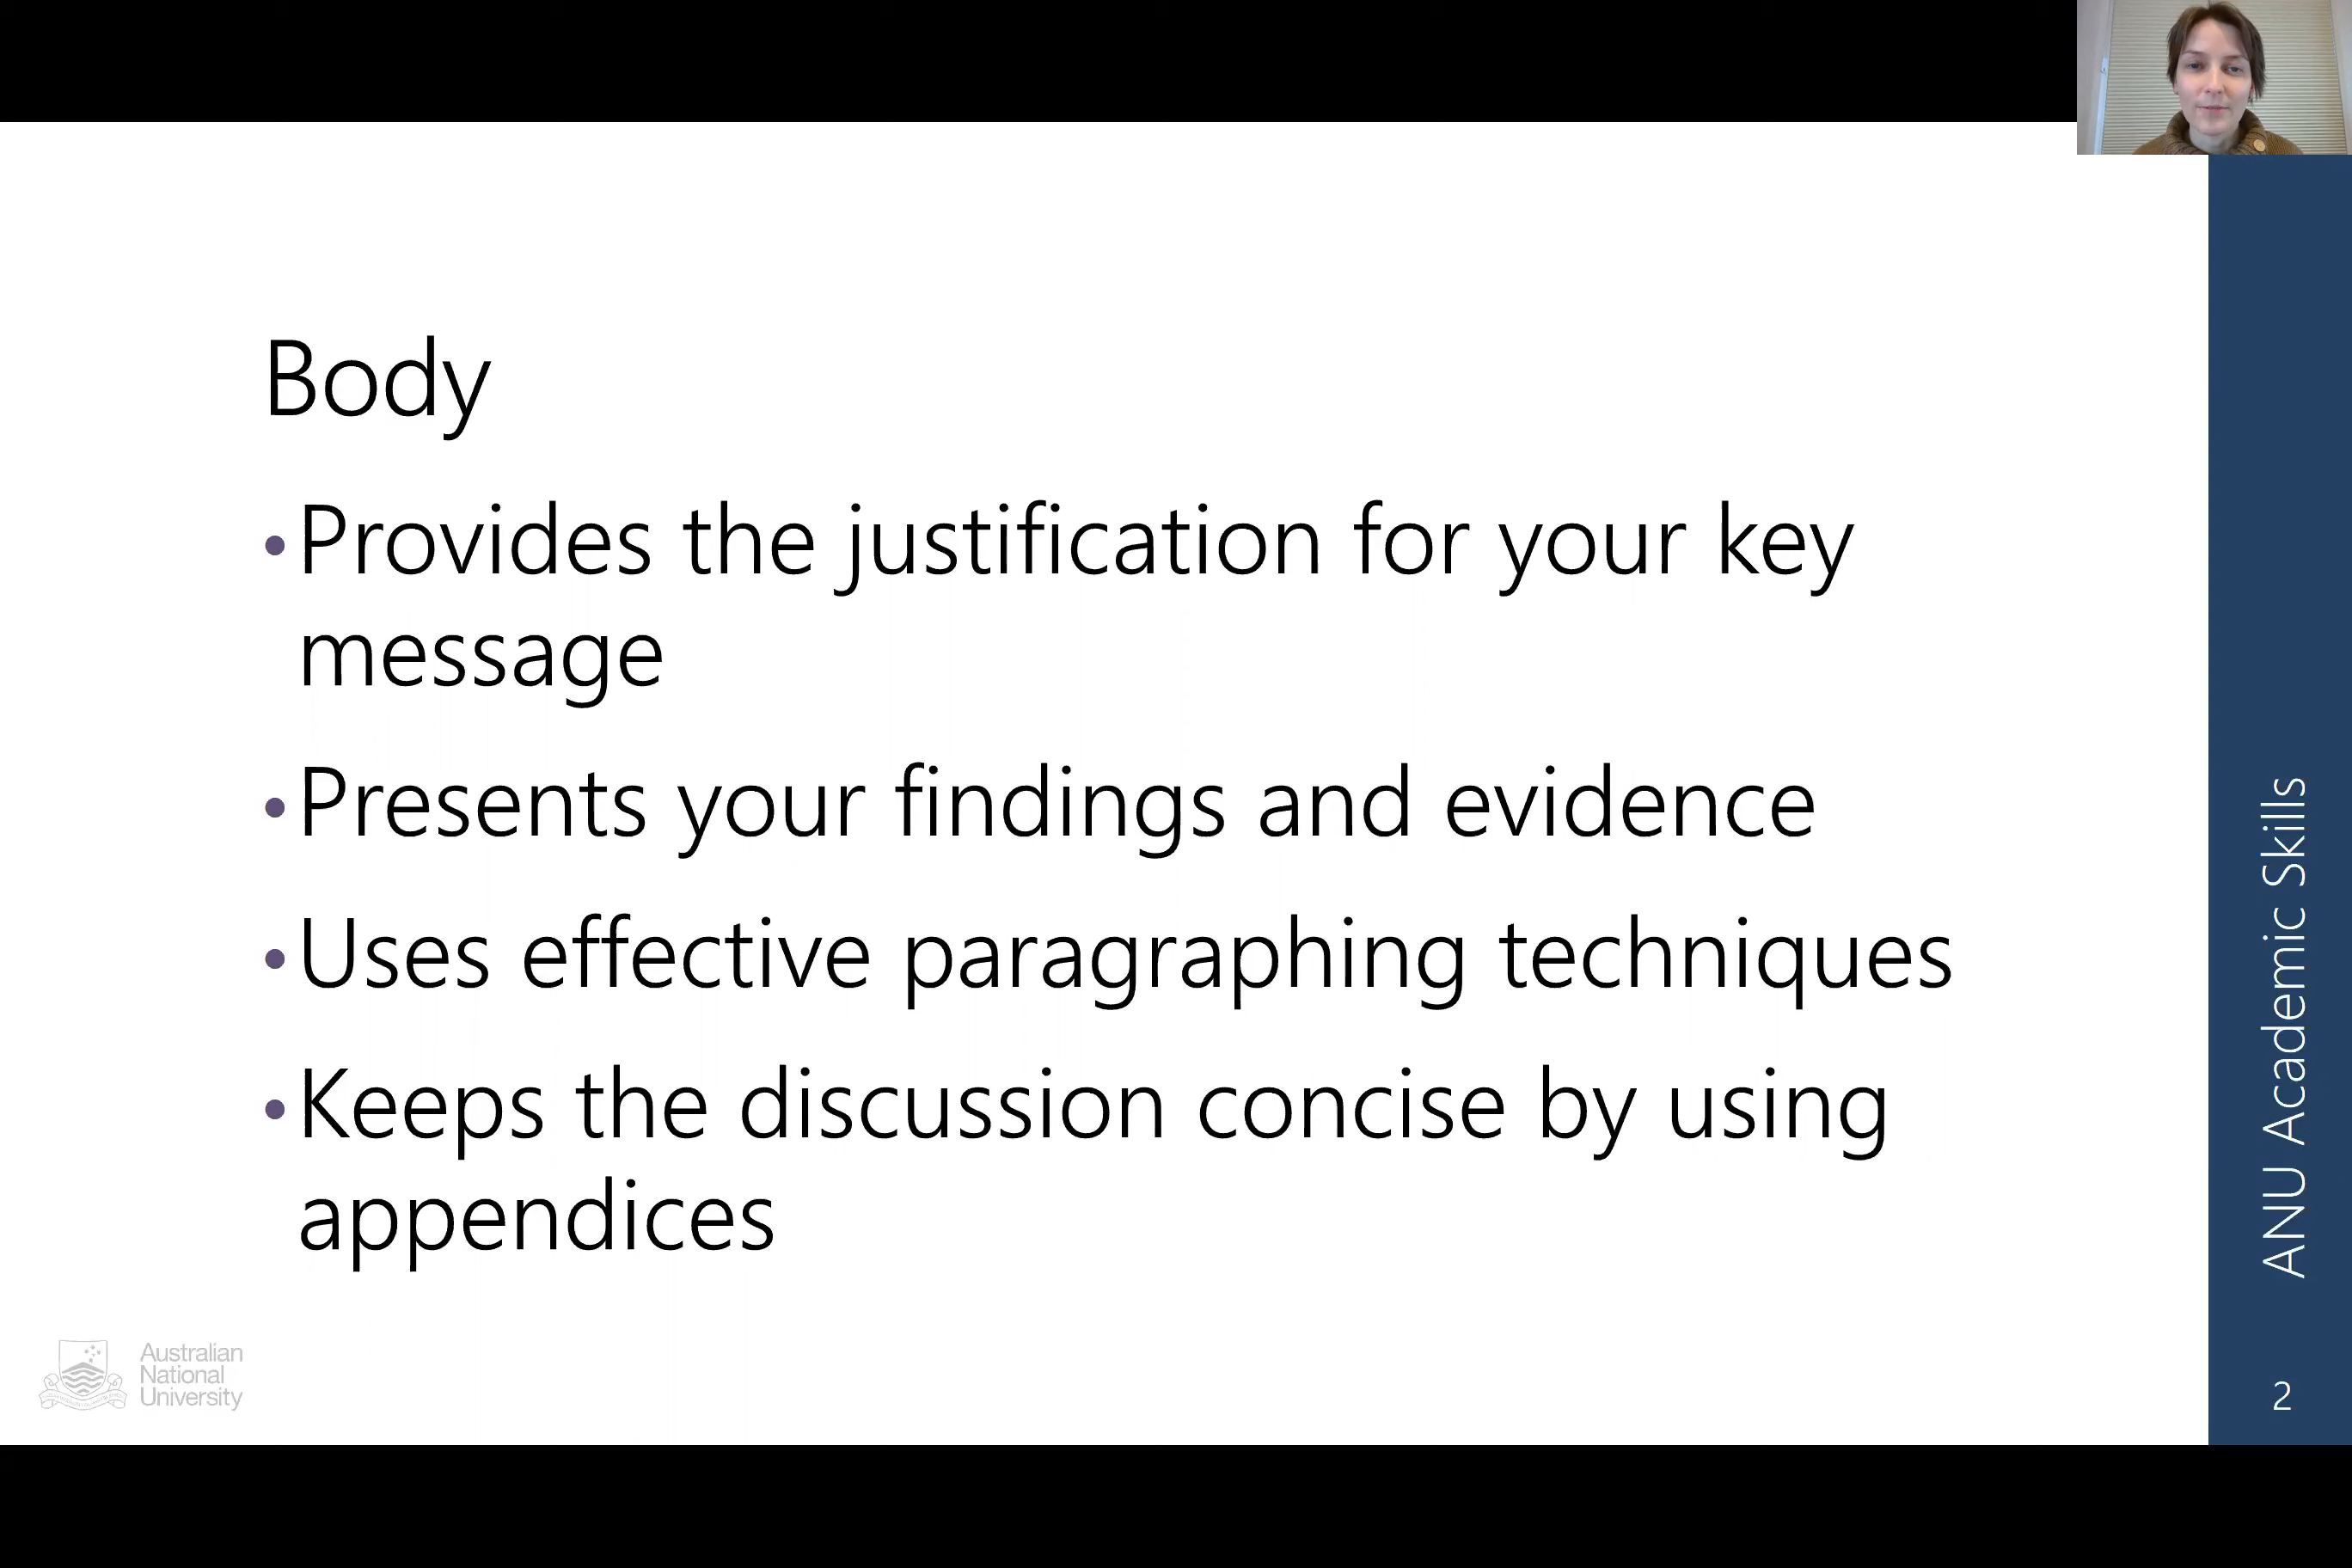 Body
•Provides the justification for your key
message
•Presents your findings and evidence
•Uses effective paragraphing techniques
•Keeps the discussion concise by using
appendices
Australian
National
University
ANU Academic Skills
2